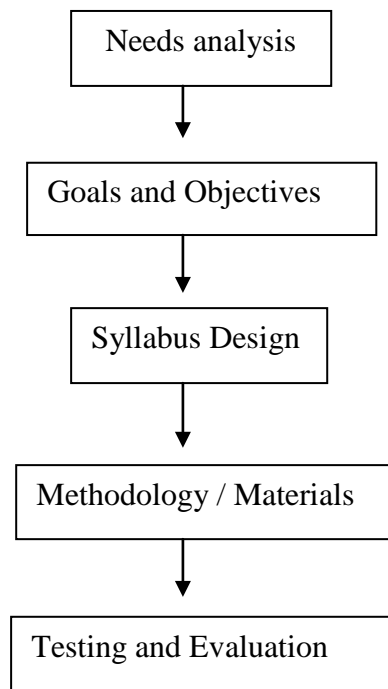 Needs analysis
Goals and Objectives
Syllabus Design
Methodology / Materials
Testing and Evaluation